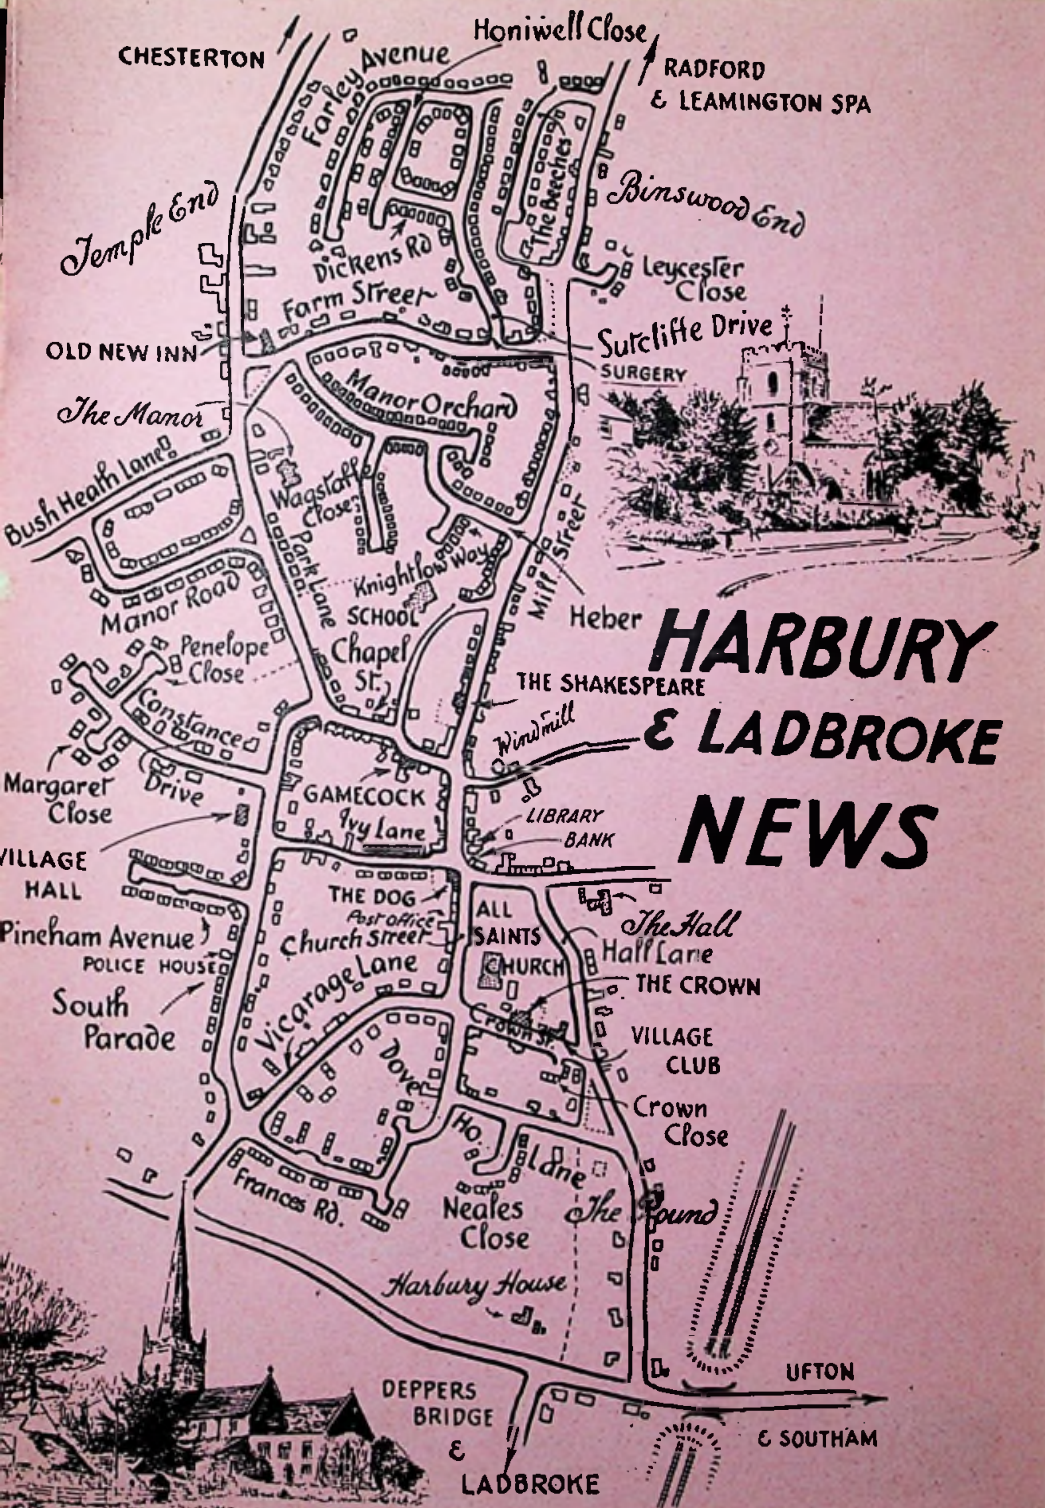 Honiwell Close
CHESTERTON
Farley Avenue
RADFORD
& LEAMINGTON SPA
Temple End
The Beeches
Binswood End
Dickens Rd
Leycester
Close
Farm Street
Sutcliffe Drive
OLD NEW INN
SURGERY
The Manor
Manor Orchard
Bush Heath Lane
Wagstaff
Close
Park Lane
Mill Street
Knightlow Way
Manor Road
SCHOOL
Heber
HARBURY
& LADBROKE
NEWS
Penelope
Close
Chapel
St.
THE SHAKESPEARE
Constance
Drive
Windmill
Margaret
Close
GAMECOCK
Ivy Lane
LIBRARY
BANK
VILLAGE
HALL
THE DOG
Post Office
Church Street
ALL
SAINTS
CHURCH
The Hall
Hall Lane
Pineham Avenue
POLICE HOUSE
Vicarage Lane
THE CROWN
South
Parade
Crown St.
VILLAGE
CLUB
Dove
Crown
Close
Ho.
Lane
Frances Rd.
Neales
Close
The Pound
Harbury House
UFTON
& SOUTHAM
DEPPERS
BRIDGE
&
LADBROKE